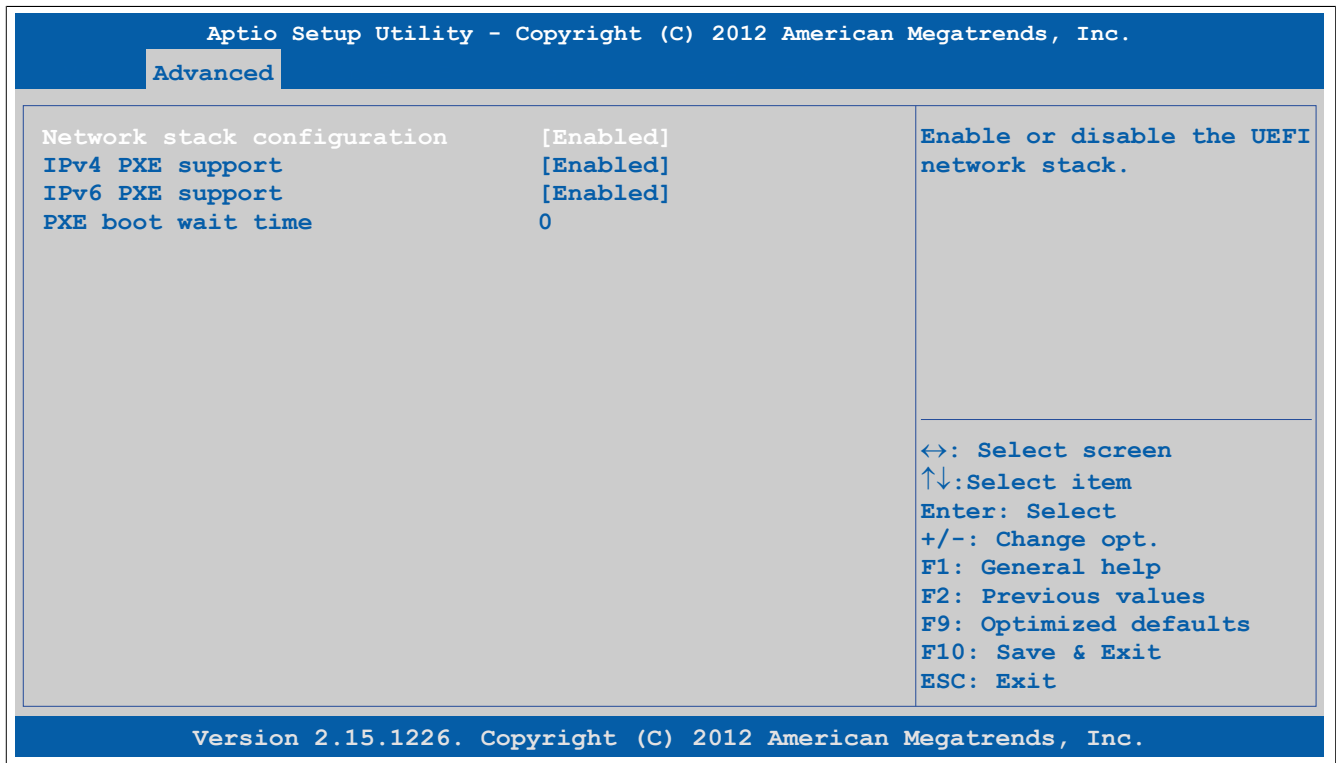 Aptio Setup Utility - Copyright (C) 2012 American Megatrends, Inc.
Advanced
Network stack configuration [Enabled]
IPv4 PXE support [Enabled]
IPv6 PXE support [Enabled]
PXE boot wait time 0
Enable or disable the UEFI
network stack.
↔: Select screen
↑↓:Select item
Enter: Select
+/-: Change opt.
F1: General help
F2: Previous values
F9: Optimized defaults
F10: Save & Exit
ESC: Exit
Version 2.15.1226. Copyright (C) 2012 American Megatrends, Inc.